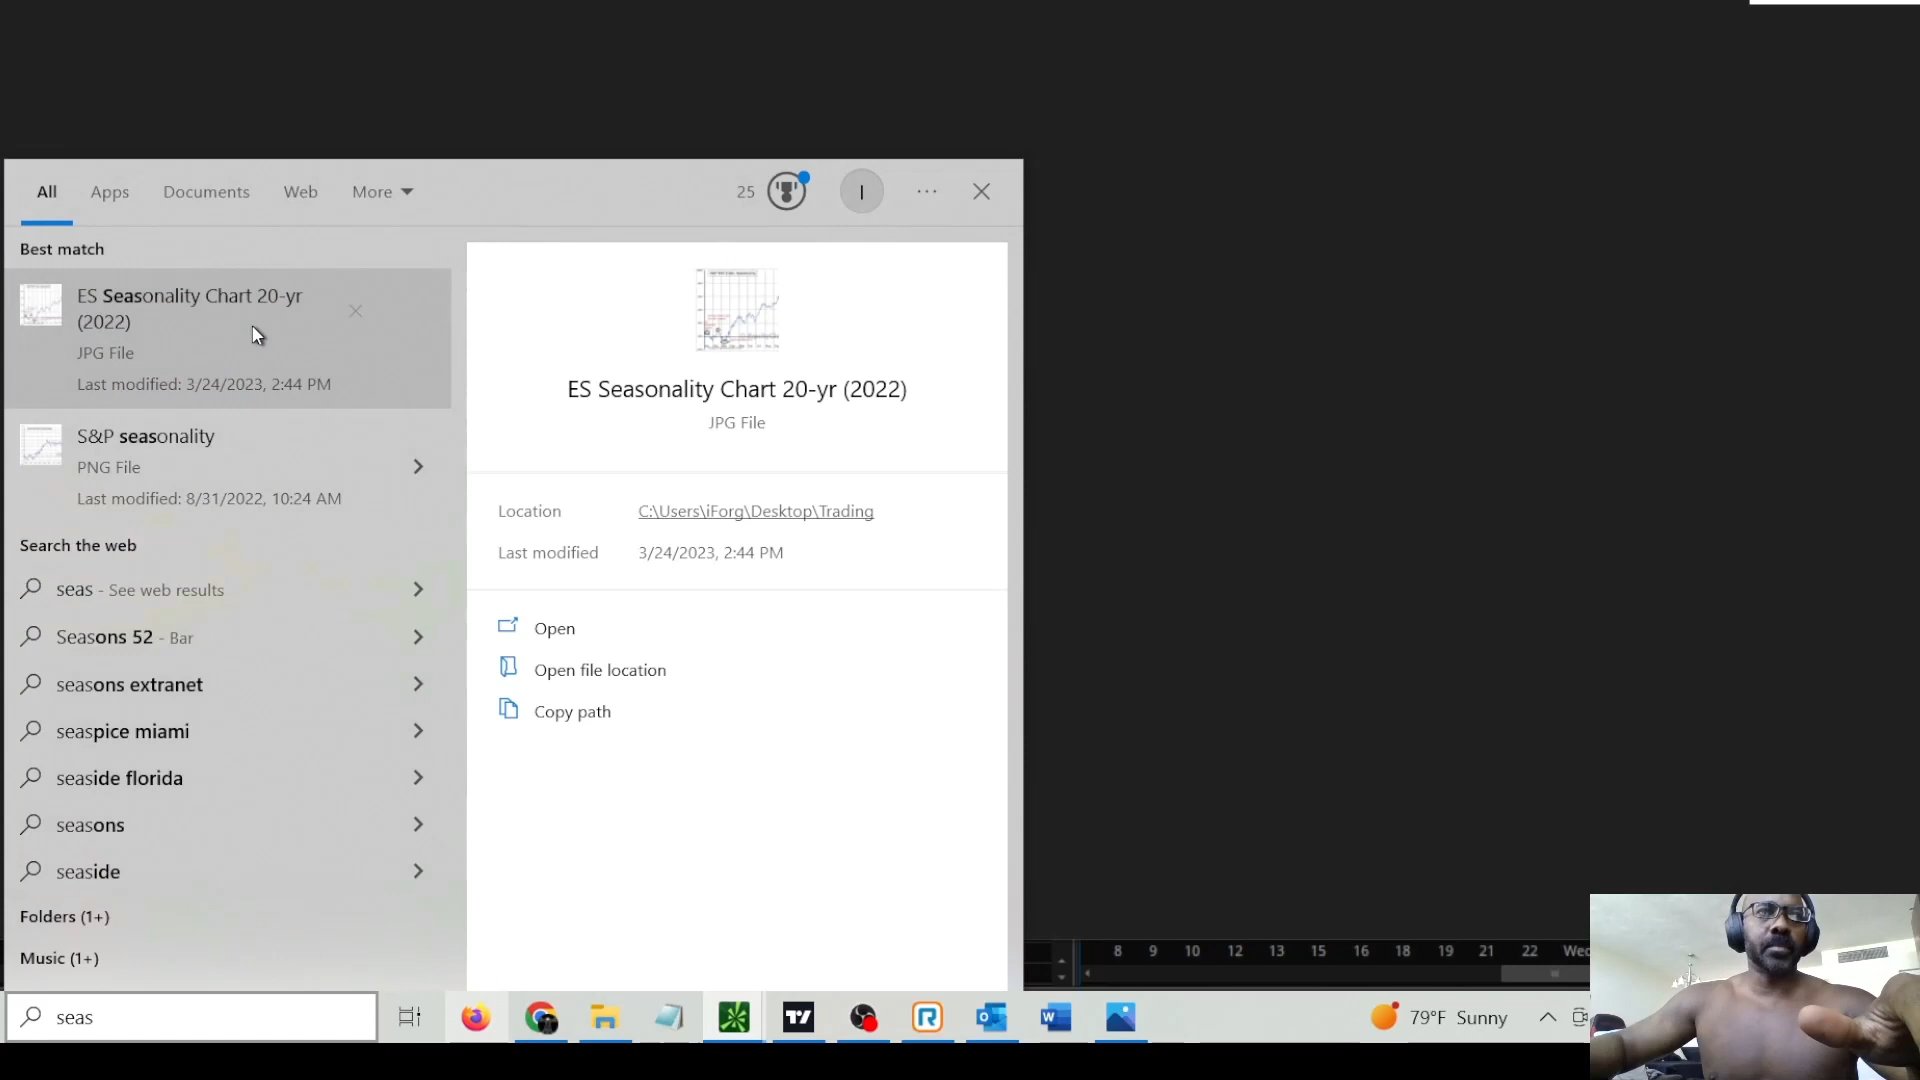 All Apps Documents Web More 25 I
Best match
ES Seasonality Chart 20-yr
(2022)
JPG File
Last modified: 3/24/2023, 2:44 PM
S&P seasonality
PNG File
Last modified: 8/31/2022, 10:24 AM
Search the web
seas - See web results
Seasons 52 - Bar
seasons extranet
seaspice miami
seaside florida
seasons
seaside
Folders (1+)
Music (1+)
ES Seasonality Chart 20-yr (2022)
JPG File
Location C:\Users\iForg\Desktop\Trading
Last modified 3/24/2023, 2:44 PM
Open
Open file location
Copy path
8 9 10 12 13 15 16 18 19 21 22 Wed
seas
79°F Sunny